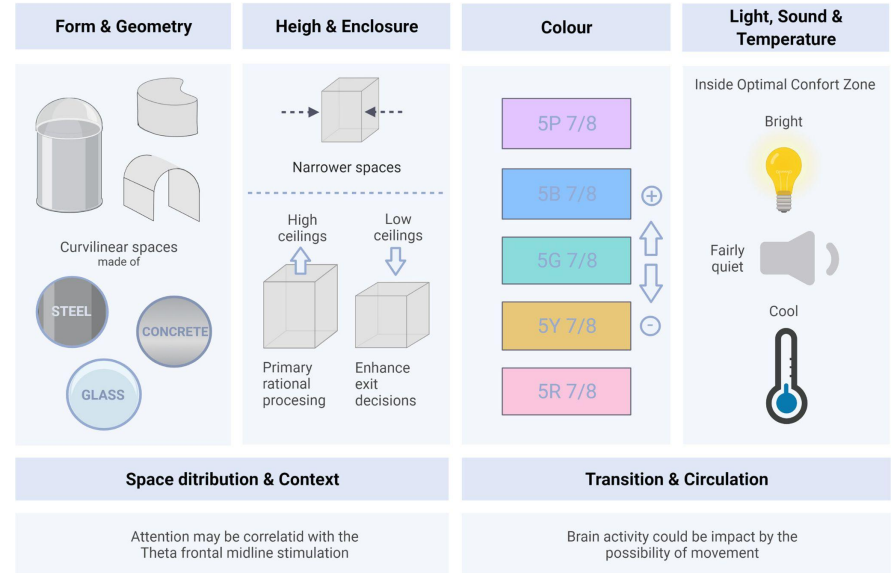 Form & Geometry
Heigh & Enclosure
Colour
Light, Sound &
Temperature
Curvilinear spaces
made of
STEEL
CONCRETE
GLASS
Narrower spaces
High
ceilings
Low
ceilings
Primary
rational
procesing
Enhance
exit
decisions
5P 7/8
5B 7/8
5G 7/8
5Y 7/8
5R 7/8
+
-
Inside Optimal Confort Zone
Bright
Fairly
quiet
Cool
Space ditribution & Context
Transition & Circulation
Attention may be correlatid with the
Theta frontal midline stimulation
Brain activity could be impact by the
possibility of movement